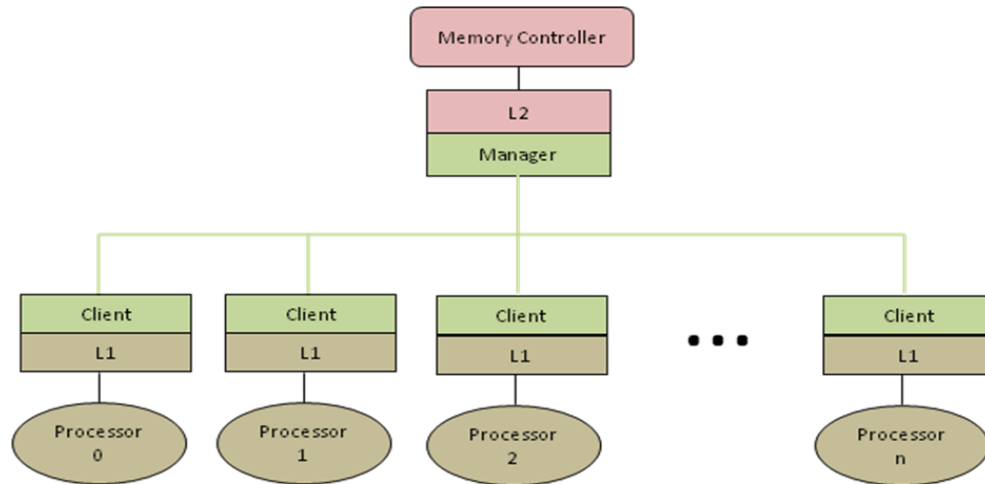 Memory Controller
L2
Manager
Client
Client
Client
Client
L1
L1
L1
L1
Processor
0
Processor
1
Processor
2
Processor
n